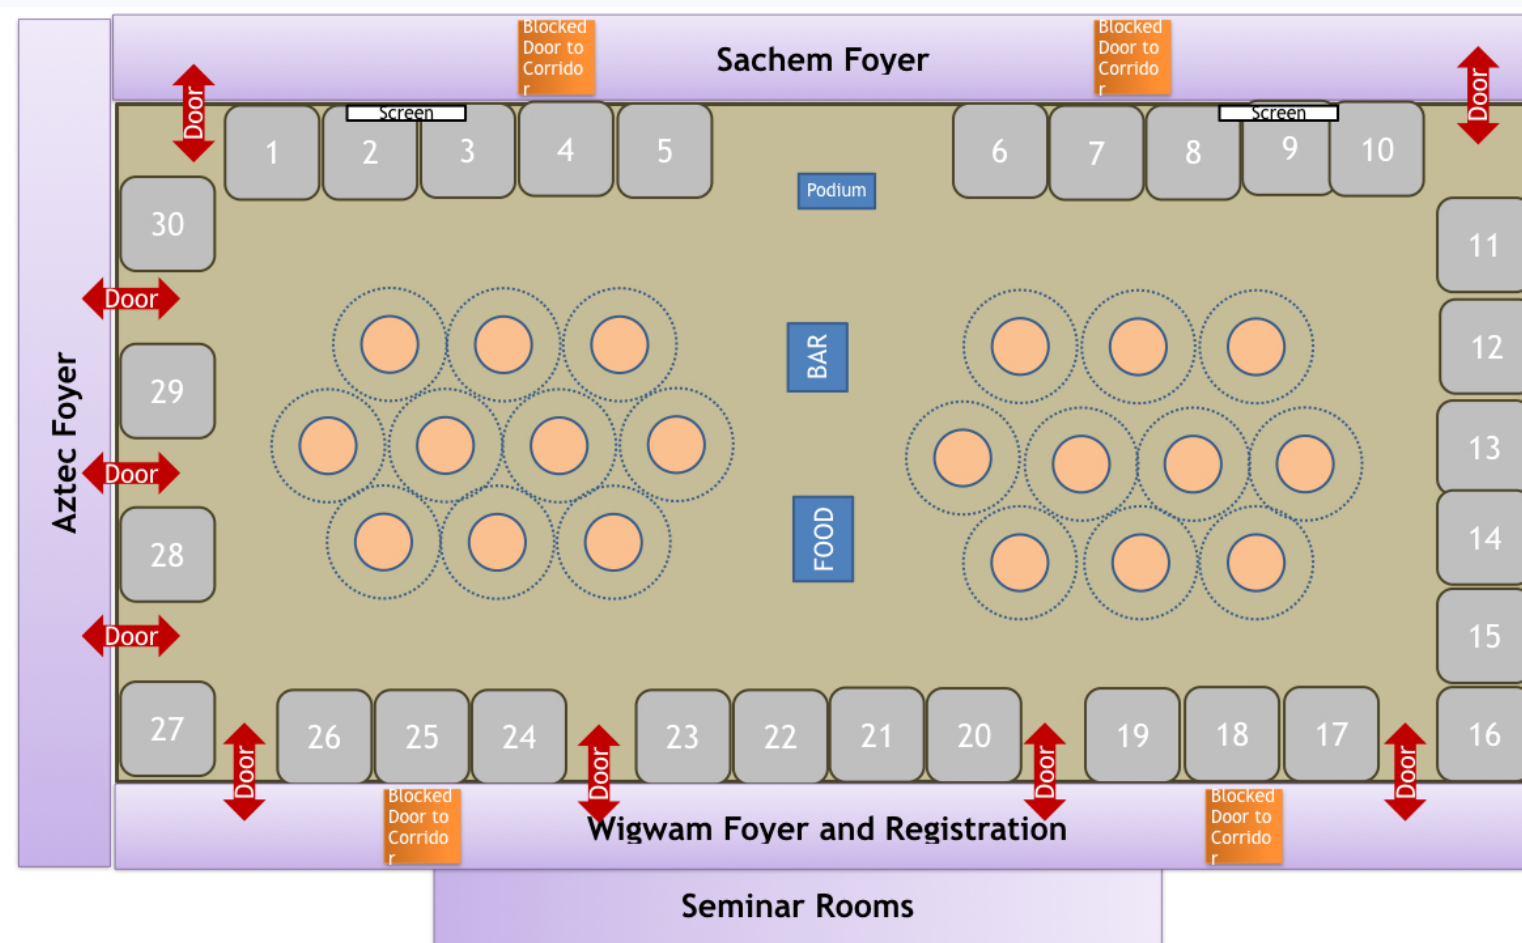 Blocked
Door to
Corrido
r
Sachem Foyer
Blocked
Door to
Corrido
r
Door
Door
Screen
Screen
1
2
3
4
5
6
7
8
9
10
Podium
30
11
Door
BAR
12
29
Aztec Foyer
13
Door
FOOD
14
28
Door
15
27
26
25
24
23
22
21
20
19
18
17
16
Door
Door
Door
Door
Blocked
Door to
Corrido
r
Wigwam Foyer and Registration
Blocked
Door to
Corrido
r
Seminar Rooms